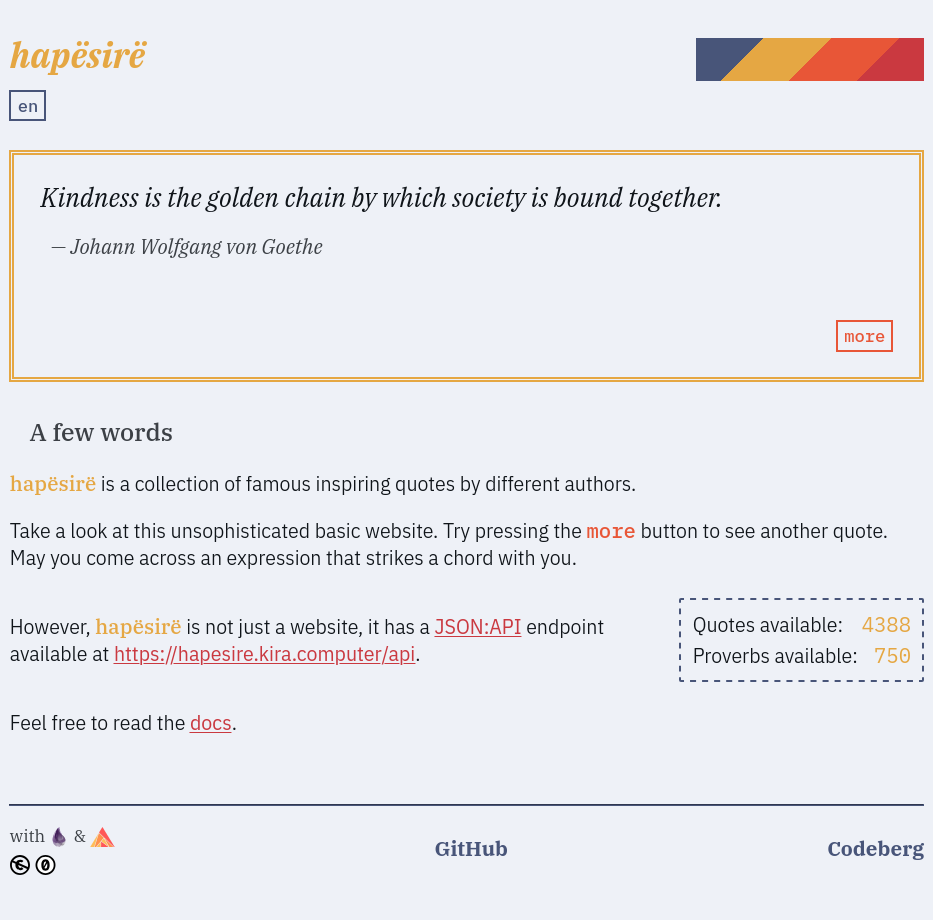 hapësirë
en
Kindness is the golden chain by which society is bound together.
— Johann Wolfgang von Goethe
more
A few words
hapësirë is a collection of famous inspiring quotes by different authors.
Take a look at this unsophisticated basic website. Try pressing the more button to see another quote.
May you come across an expression that strikes a chord with you.
However, hapësirë is not just a website, it has a JSON:API endpoint
available at https://hapesire.kira.computer/api.
Quotes available: 4388
Proverbs available: 750
Feel free to read the docs.
with &
GitHub
Codeberg